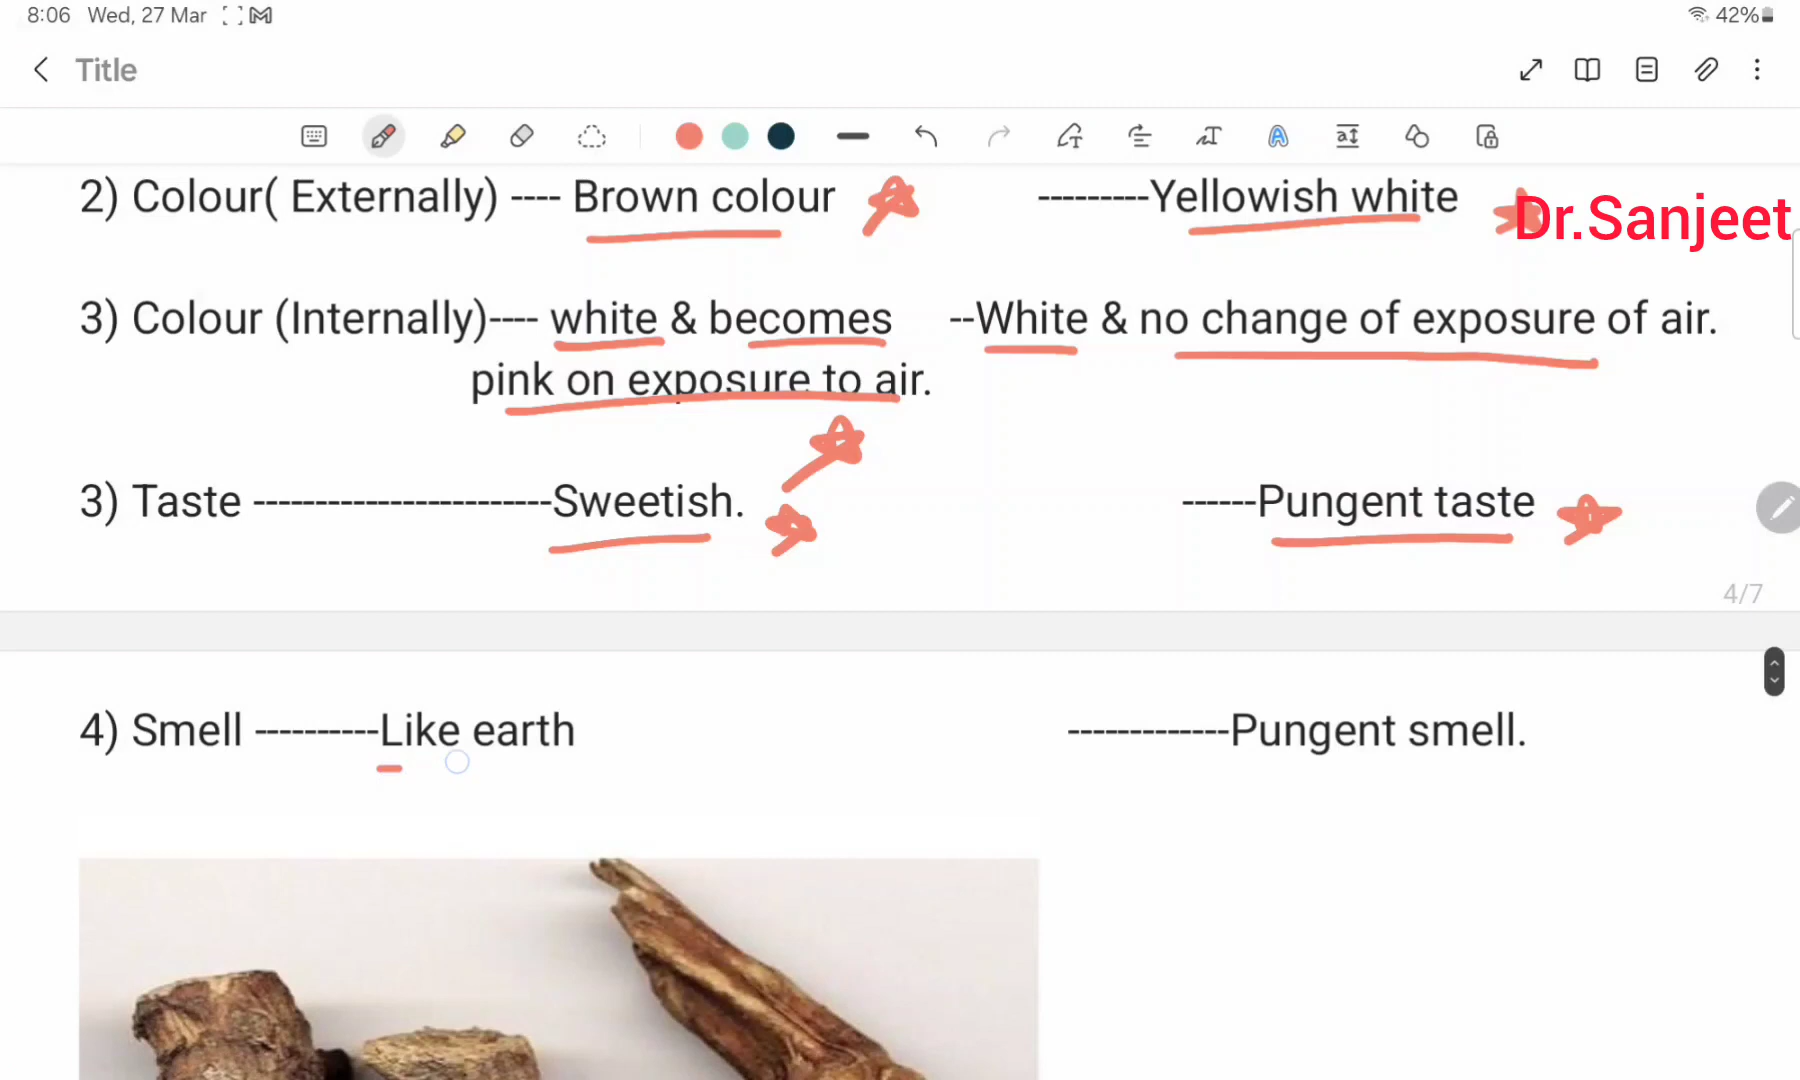 8:06 Wed, 27 Mar 42%
Title
2) Colour( Externally) ---- Brown colour ---------Yellowish white
Dr.Sanjeet
3) Colour (Internally)---- white & becomes --White & no change of exposure of air.
pink on exposure to air.
3) Taste ------------------------Sweetish. ------Pungent taste
4/7
4) Smell ----------Like earth -------------Pungent smell.